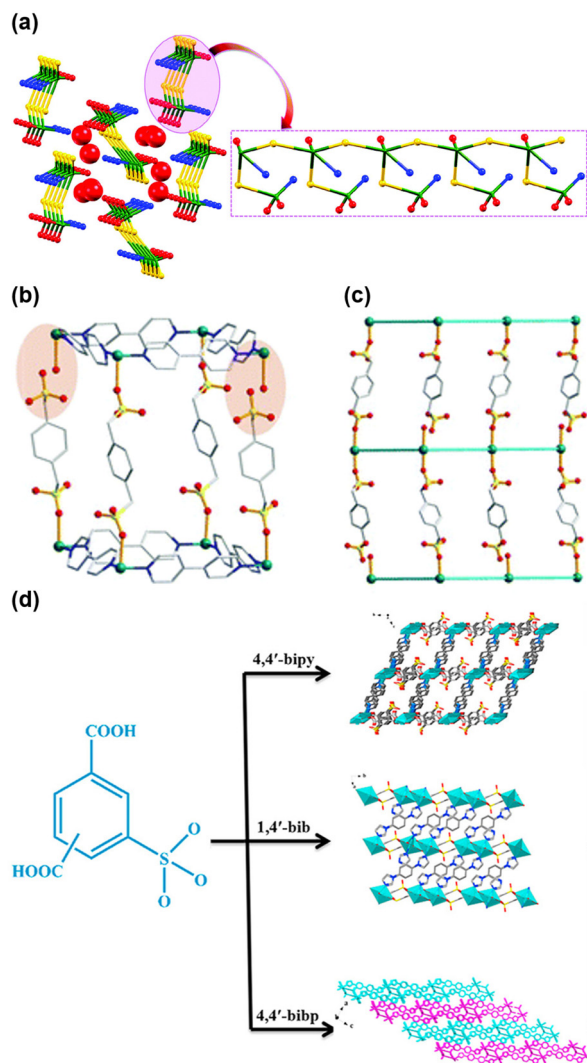 (a)
(b)
(c)
(d)
4,4′-bipy
COOH
1,4′-bib
HOOC
O
S
O
O
4,4′-bibp